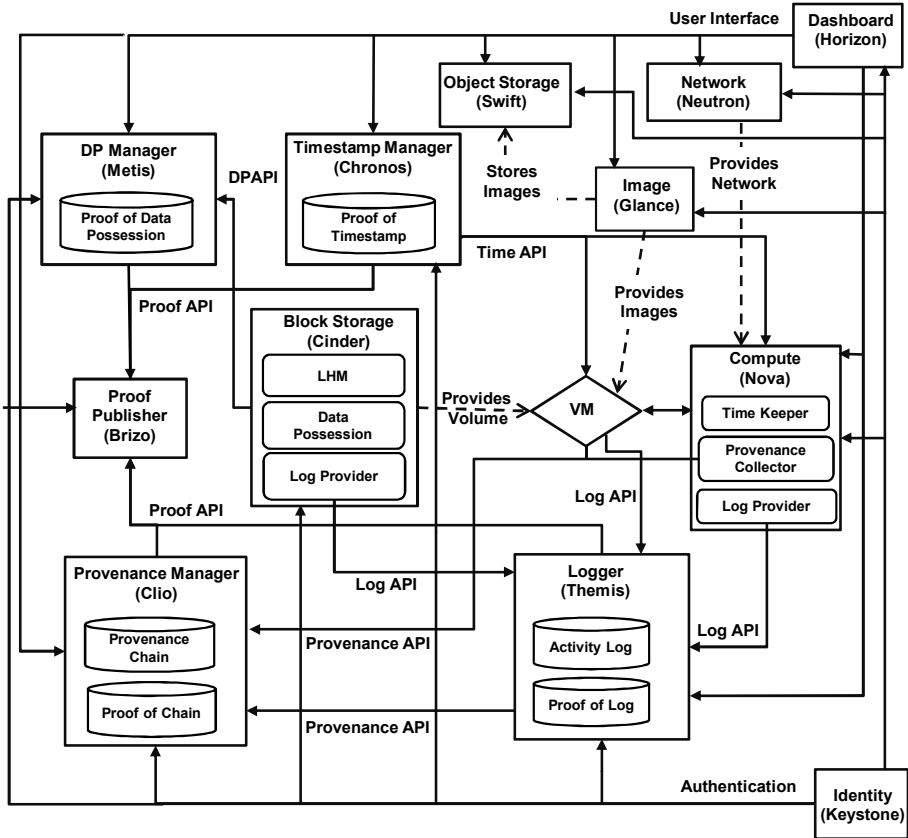 User Interface
Dashboard
(Horizon)
Object Storage
(Swift)
Network
(Neutron)
DP Manager
(Metis)
Proof of Data
Possession
DPAPI
Timestamp Manager
(Chronos)
Proof of
Timestamp
Stores
Images
Image
(Glance)
Provides
Network
Time API
Proof API
Provides
Images
Block Storage
(Cinder)
LHM
Data
Possession
Log Provider
Proof
Publisher
(Brizo)
Provides
Volume
VM
Compute
(Nova)
Time Keeper
Provenance
Collector
Log Provider
Log API
Proof API
Provenance Manager
(Clio)
Provenance
Chain
Proof of Chain
Log API
Logger
(Themis)
Activity Log
Proof of Log
Log API
Provenance API
Provenance API
Authentication
Identity
(Keystone)